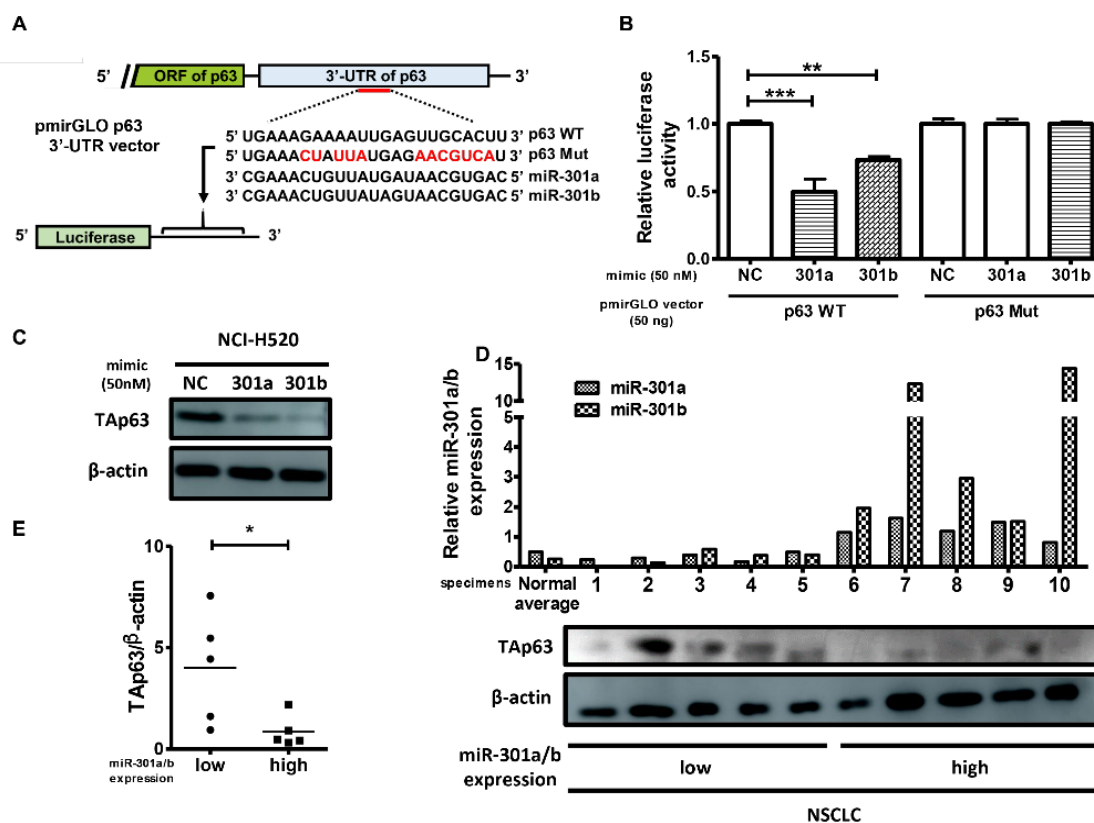 A
5' ORF of p63 3'-UTR of p63 3'
pmirGLO p63
3'-UTR vector
5' UGAAAGAAAAUUGAGUUGCACUU 3' p63 WT
5' UGAAACUAUUAUGAGAACGUCAU 3' p63 Mut
3' CGAAACUGUUAUGAUAACGUGAC 5' miR-301a
3' CGAAACUGUUAUAGUAACGUGAC 5' miR-301b
5' Luciferase 3'
B
Relative luciferase
activity
1.5
1.0
0.5
0.0
**
***
mimic (50 nM) NC 301a 301b NC 301a 301b
pmirGLO vector
(50 ng)
p63 WT p63 Mut
C
NCI-H520
mimic
(50nM)
NC 301a 301b
TAp63
β-actin
D
Relative miR-301a/b
expression
15
10
5
4
3
2
1
0
miR-301a
miR-301b
specimens Normal
average
1 2 3 4 5 6 7 8 9 10
TAp63
β-actin
miR-301a/b
expression
low high
NSCLC
E
TAp63/β-actin
10
5
0
*
miR-301a/b
expression
low high